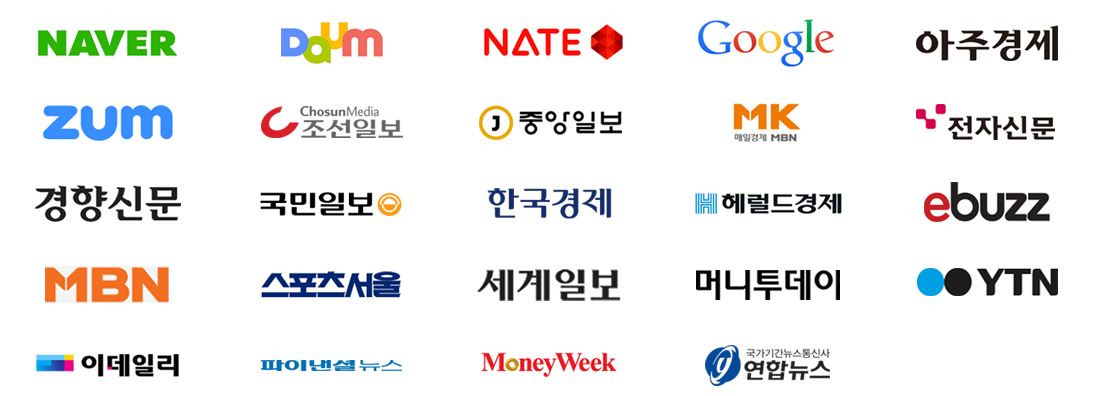 NAVER
Daum
NATE
Google
아주경제
zum
ChosunMedia
조선일보
J 중앙일보
MK
매일경제 MBN
전자신문
경향신문
국민일보
한국경제
헤럴드경제
ebuzz
MBN
스포츠서울
세계일보
머니투데이
YTN
이데일리
파이낸셜뉴스
MoneyWeek
국가기간뉴스통신사
연합뉴스